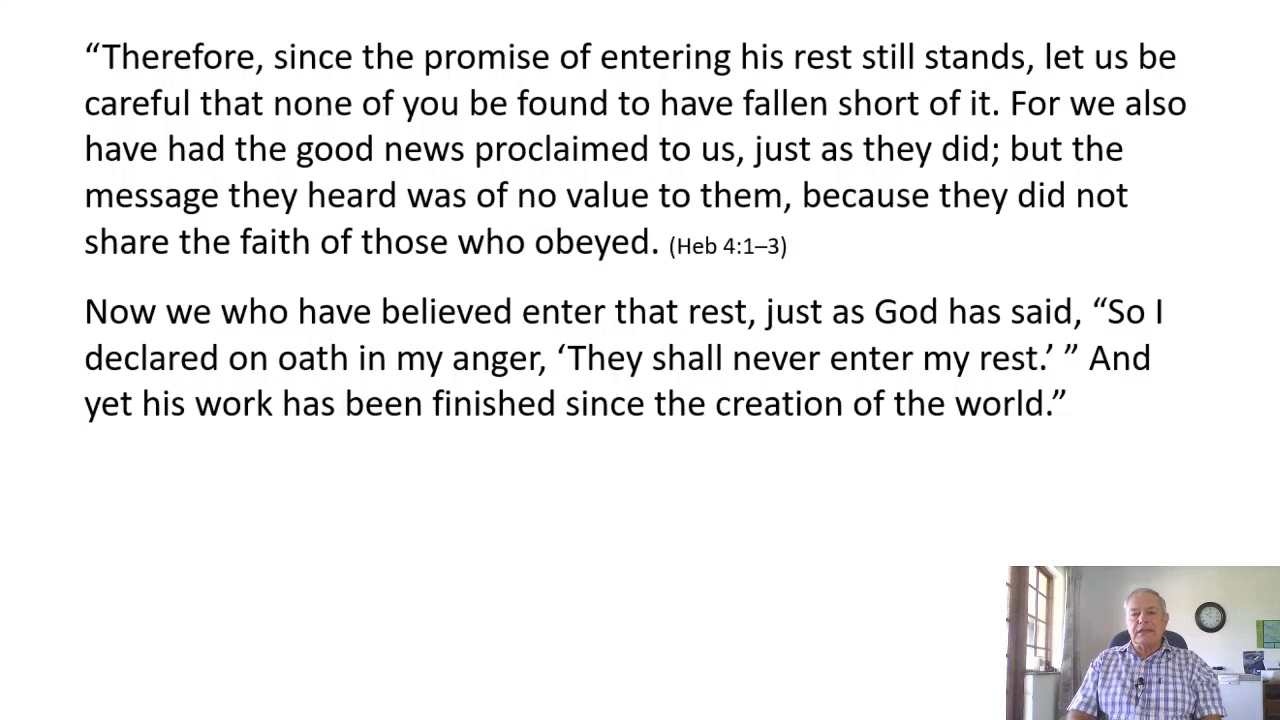 “Therefore, since the promise of entering his rest still stands, let us be
careful that none of you be found to have fallen short of it. For we also
have had the good news proclaimed to us, just as they did; but the
message they heard was of no value to them, because they did not
share the faith of those who obeyed. (Heb 4:1–3)
Now we who have believed enter that rest, just as God has said, “So I
declared on oath in my anger, ‘They shall never enter my rest.’ ” And
yet his work has been finished since the creation of the world.”